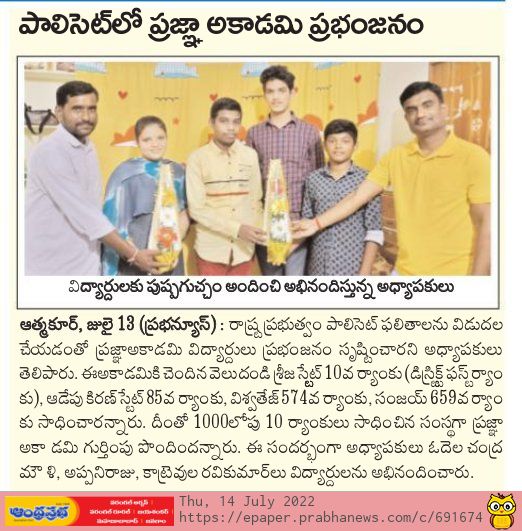 పాలిసెట్‌లో ప్రజ్ఞా అకాడమి ప్రభంజనం
విద్యార్థులకు పుష్పగుచ్ఛం అందించి అభినందిస్తున్న అధ్యాపకులు
ఆత్మకూర్, జులై 13 (ప్రభన్యూస్) : రాష్ట్ర ప్రభుత్వం పాలిసెట్ ఫలితాలను విడుదల
చేయడంతో ప్రజ్ఞాఅకాడమి విద్యార్థులు ప్రభంజనం సృష్టించారని అధ్యాపకులు
తెలిపారు. ఈఅకాడమికి చెందిన వెలుదండి శ్రీజ స్టేట్ 10వ ర్యాంకు (డిస్ట్రిక్ట్ ఫస్ట్ ర్యాం
కు), ఆడేపు కిరణ్ స్టేట్ 85వ ర్యాంకు, విశ్వతేజ్ 574వ ర్యాంకు, సంజయ్ 659వ ర్యాం
కు సాధించారన్నారు. దీంతో 1000లోపు 10 ర్యాంకులు సాధించిన సంస్థగా ప్రజ్ఞా
అకా డమి గుర్తింపు పొందిందన్నారు. ఈ సందర్భంగా అధ్యాపకులు ఓదెల చంద్ర
మౌ ళి, అప్పనిరాజు, కాట్రెవుల రవికుమార్‌లు విద్యార్థులను అభినందించారు.
ఆంధ్రప్రభ
Thu, 14 July 2022
https://epaper.prabhanews.com/c/691674